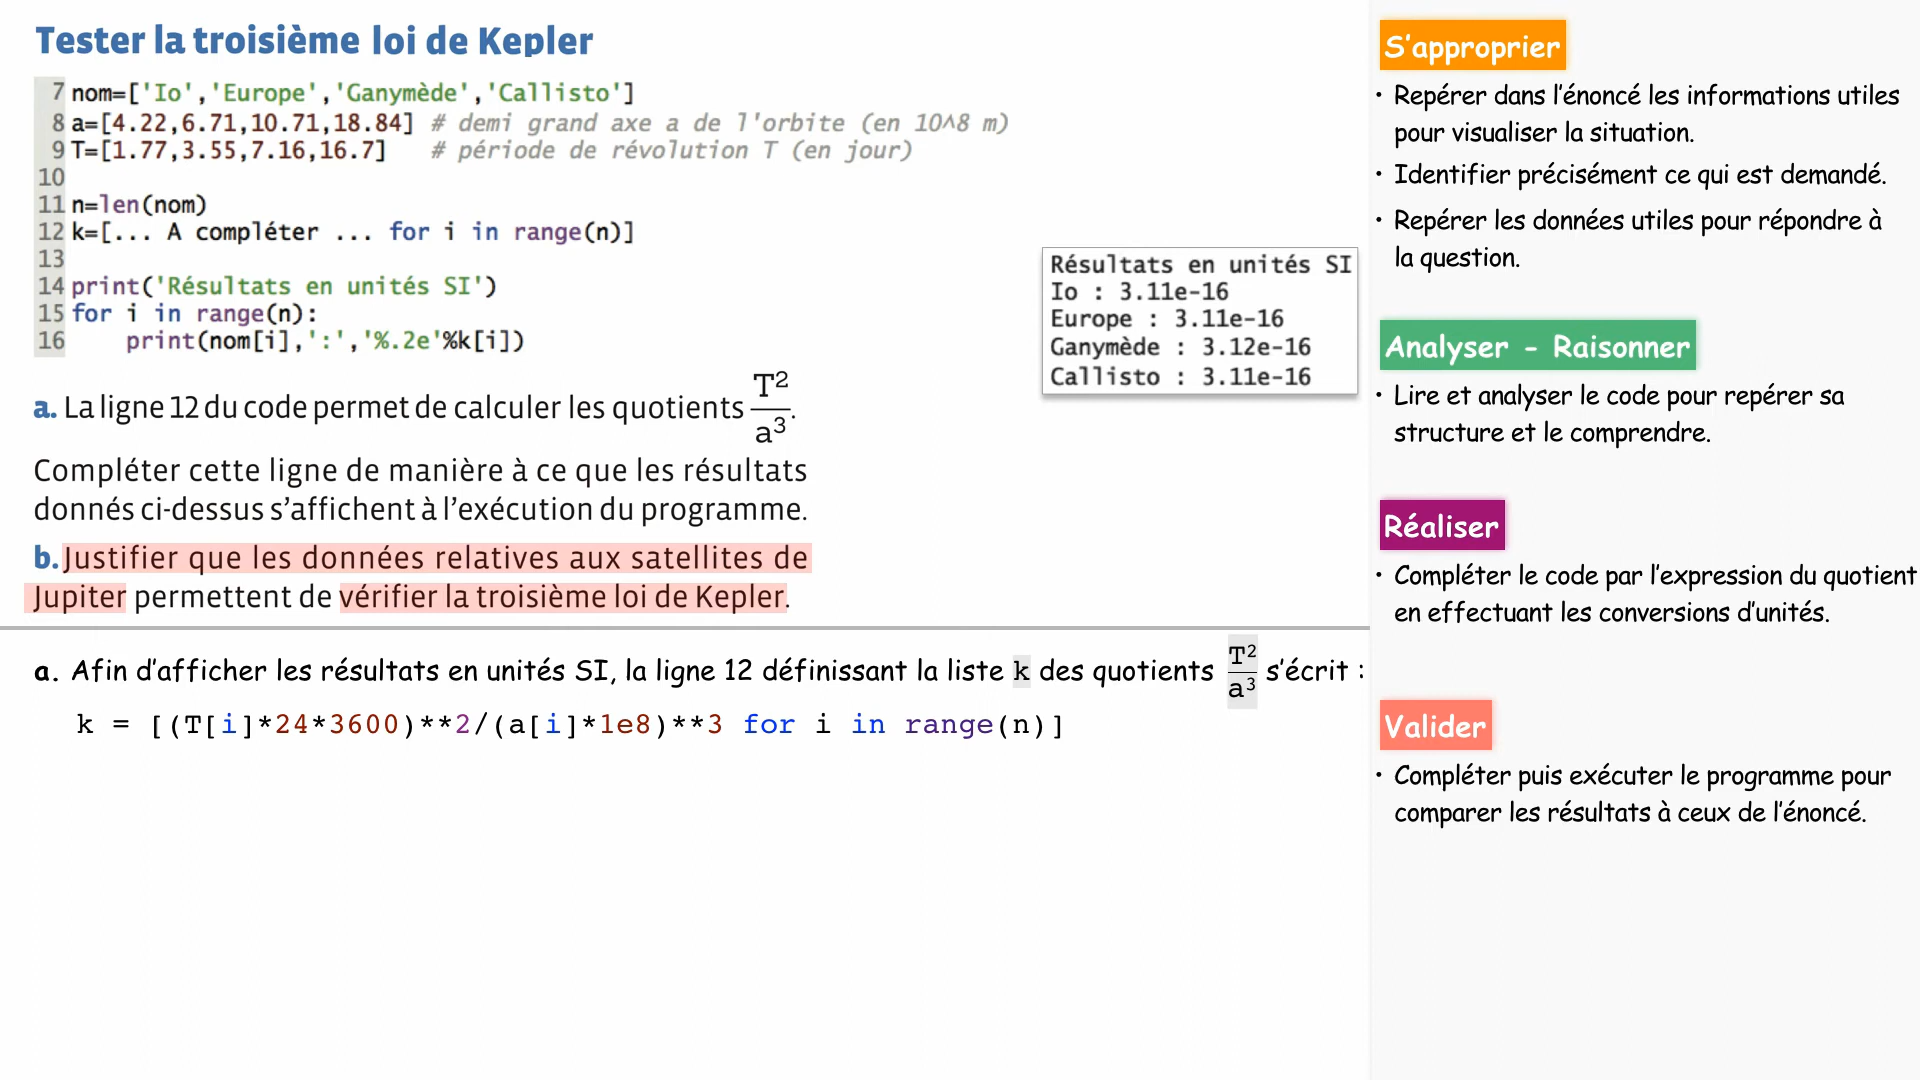 Tester la troisième loi de Kepler
7 nom=['Io','Europe','Ganymède','Callisto']
8 a=[4.22,6.71,10.71,18.84] # demi grand axe a de l'orbite (en 10^8 m)
9 T=[1.77,3.55,7.16,16.7] # période de révolution T (en jour)
10
11 n=len(nom)
12 k=[... A compléter ... for i in range(n)]
13
14 print('Résultats en unités SI')
15 for i in range(n):
16 print(nom[i],':','%.2e'%k[i])
Résultats en unités SI
Io : 3.11e-16
Europe : 3.11e-16
Ganymède : 3.12e-16
Callisto : 3.11e-16
a. La ligne 12 du code permet de calculer les quotients T²/a³.
Compléter cette ligne de manière à ce que les résultats
donnés ci-dessus s'affichent à l'exécution du programme.
b. Justifier que les données relatives aux satellites de
Jupiter permettent de vérifier la troisième loi de Kepler.
a. Afin d'afficher les résultats en unités SI, la ligne 12 définissant la liste k des quotients T²/a³ s'écrit :
k = [(T[i]*24*3600)**2/(a[i]*1e8)**3 for i in range(n)]
S'approprier
• Repérer dans l'énoncé les informations utiles
pour visualiser la situation.
• Identifier précisément ce qui est demandé.
• Repérer les données utiles pour répondre à
la question.
Analyser - Raisonner
• Lire et analyser le code pour repérer sa
structure et le comprendre.
Réaliser
• Compléter le code par l'expression du quotient
en effectuant les conversions d'unités.
Valider
• Compléter puis exécuter le programme pour
comparer les résultats à ceux de l'énoncé.